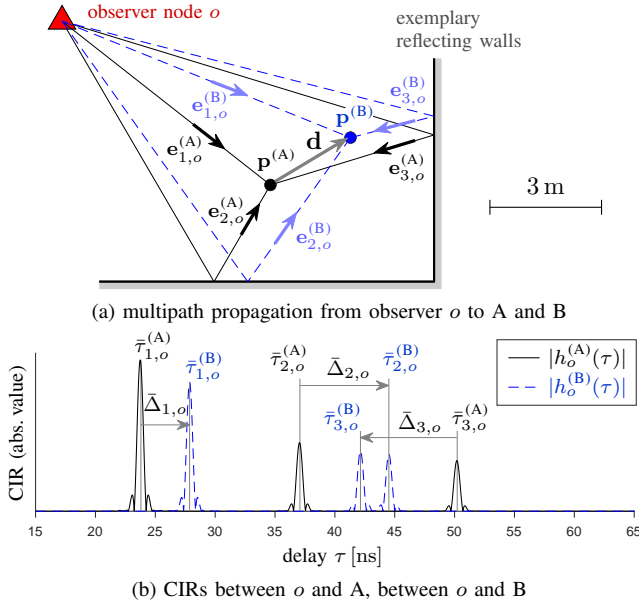 observer node o
exemplary
reflecting walls
e_{1,o}^{(B)}
e_{3,o}^{(B)}
p^{(B)}
e_{1,o}^{(A)}
p^{(A)}
d
e_{3,o}^{(A)}
e_{2,o}^{(A)}
e_{2,o}^{(B)}
3 m
(a) multipath propagation from observer o to A and B
τ̄_{1,o}^{(A)}
τ̄_{1,o}^{(B)}
τ̄_{2,o}^{(A)}
τ̄_{2,o}^{(B)}
|h_o^{(A)}(τ)|
|h_o^{(B)}(τ)|
Δ̄_{1,o}
Δ̄_{2,o}
τ̄_{3,o}^{(B)}
Δ̄_{3,o}
τ̄_{3,o}^{(A)}
CIR (abs. value)
15 20 25 30 35 40 45 50 55 60 65
delay τ [ns]
(b) CIRs between o and A, between o and B